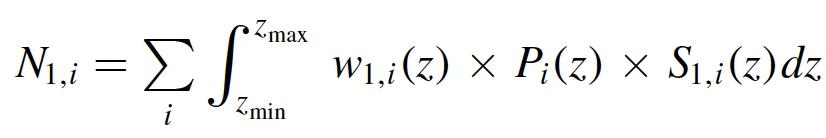 N_{1,i} = \sum_{i} \int_{z_{\min}}^{z_{\max}} w_{1,i}(z) \times P_i(z) \times S_{1,i}(z)dz